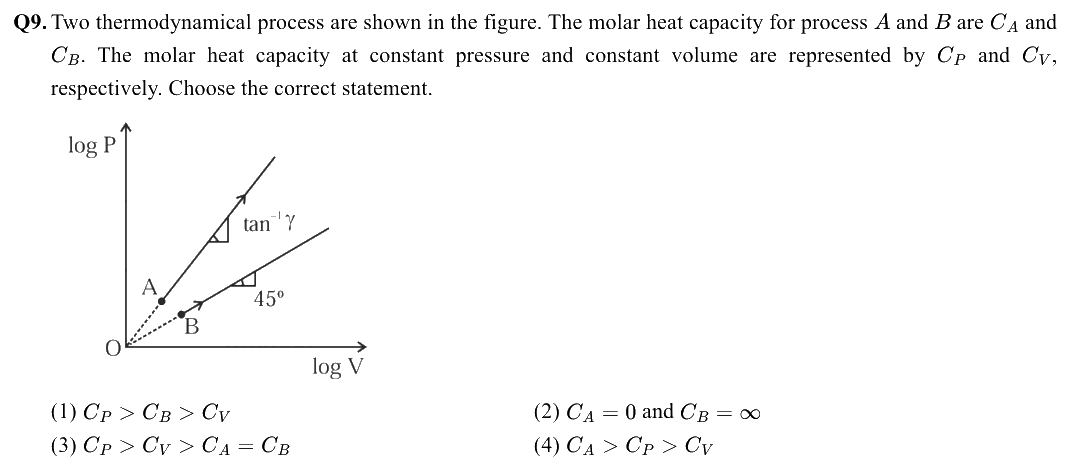 Q9. Two thermodynamical process are shown in the figure. The molar heat capacity for process A and B are C_A and
C_B. The molar heat capacity at constant pressure and constant volume are represented by C_P and C_V,
respectively. Choose the correct statement.
log P
tan⁻¹ γ
A
45°
B
O
log V
(1) C_P > C_B > C_V (2) C_A = 0 and C_B = ∞
(3) C_P > C_V > C_A = C_B (4) C_A > C_P > C_V